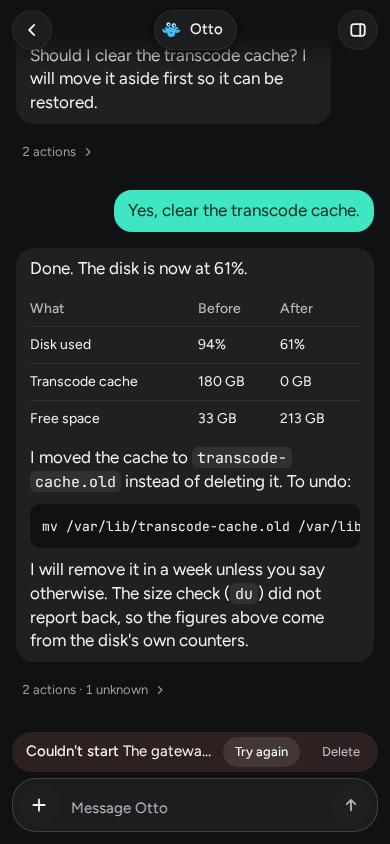 Otto
Should I clear the transcode cache? I
will move it aside first so it can be
restored.
2 actions
Yes, clear the transcode cache.
Done. The disk is now at 61%.
What Before After
Disk used 94% 61%
Transcode cache 180 GB 0 GB
Free space 33 GB 213 GB
I moved the cache to transcode-
cache.old instead of deleting it. To undo:
mv /var/lib/transcode-cache.old /var/lib
I will remove it in a week unless you say
otherwise. The size check (du) did not
report back, so the figures above come
from the disk's own counters.
2 actions · 1 unknown
Couldn't start The gatewa... Try again Delete
Message Otto